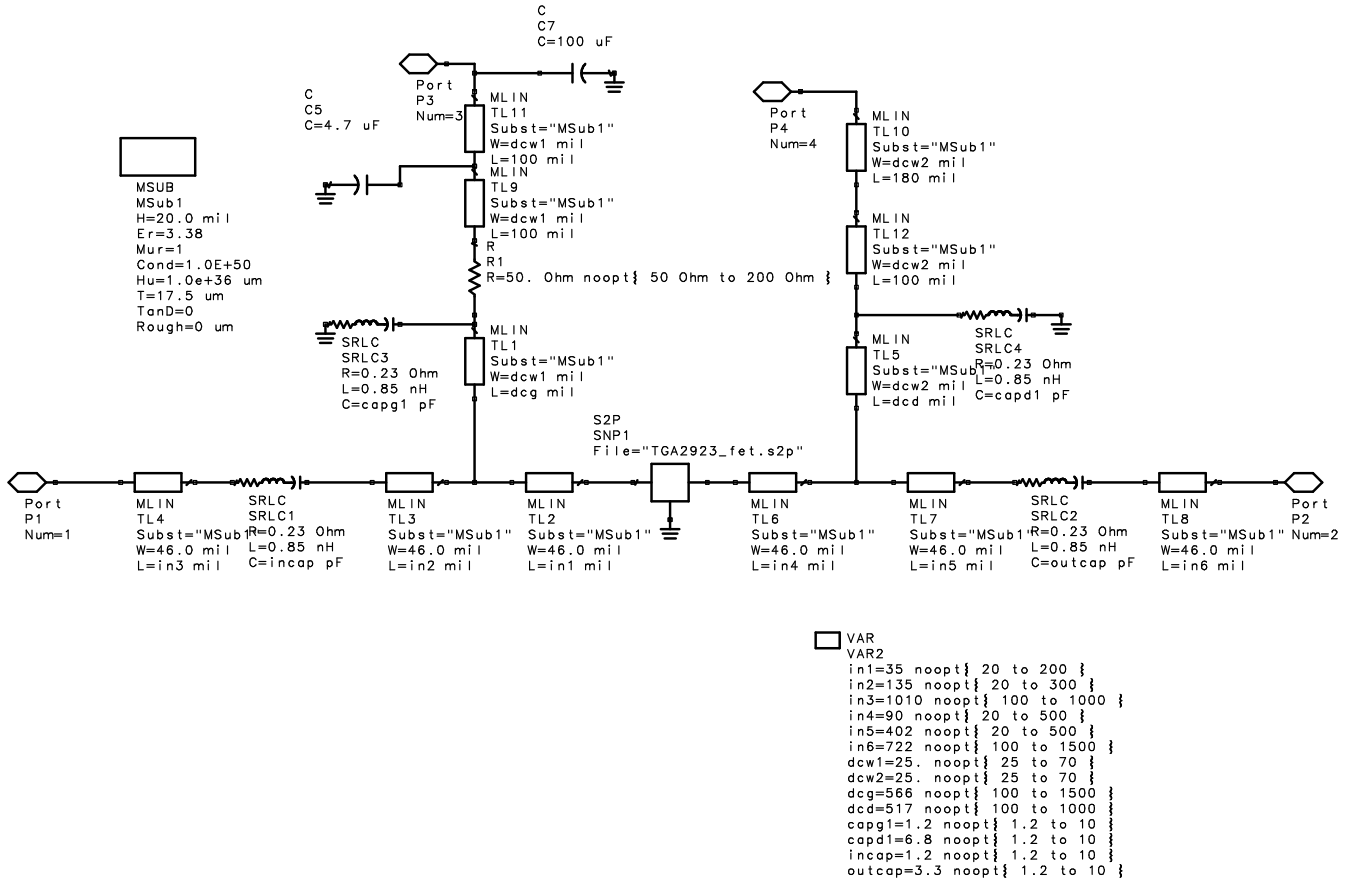 C
C7
C=100 uF
Port
P3
Num=3
C
C5
C=4.7 uF
MLIN
TL11
Subst="MSub1"
W=dcw1 mil
L=100 mil
MLIN
TL9
Subst="MSub1"
W=dcw1 mil
L=100 mil
R
R1
R=50. Ohm noopt{ 50 Ohm to 200 Ohm }
Port
P4
Num=4
MLIN
TL10
Subst="MSub1"
W=dcw2 mil
L=180 mil
MLIN
TL12
Subst="MSub1"
W=dcw2 mil
L=100 mil
MSUB
MSub1
H=20.0 mil
Er=3.38
Mur=1
Cond=1.0E+50
Hu=1.0e+36 um
T=17.5 um
TanD=0
Rough=0 um
SRLC
SRLC3
R=0.23 Ohm
L=0.85 nH
C=capg1 pF
MLIN
TL1
Subst="MSub1"
W=dcw1 mil
L=dcg mil
MLIN
TL5
Subst="MSub1"
W=dcw2 mil
L=dcd mil
SRLC
SRLC4
R=0.23 Ohm
L=0.85 nH
C=capd1 pF
S2P
SNP1
File="TGA2923_fet.s2p"
Port
P1
Num=1
MLIN
TL4
Subst="MSub1"
W=46.0 mil
L=in3 mil
SRLC
SRLC1
R=0.23 Ohm
L=0.85 nH
C=incap pF
MLIN
TL3
Subst="MSub1"
W=46.0 mil
L=in2 mil
MLIN
TL2
Subst="MSub1"
W=46.0 mil
L=in1 mil
MLIN
TL6
Subst="MSub1"
W=46.0 mil
L=in4 mil
MLIN
TL7
Subst="MSub1"
W=46.0 mil
L=in5 mil
SRLC
SRLC2
R=0.23 Ohm
L=0.85 nH
C=outcap pF
MLIN
TL8
Subst="MSub1"
W=46.0 mil
L=in6 mil
Port
P2
Num=2
VAR
VAR2
in1=35 noopt{ 20 to 200 }
in2=135 noopt{ 20 to 300 }
in3=1010 noopt{ 100 to 1000 }
in4=90 noopt{ 20 to 500 }
in5=402 noopt{ 20 to 500 }
in6=722 noopt{ 100 to 1500 }
dcw1=25. noopt{ 25 to 70 }
dcw2=25. noopt{ 25 to 70 }
dcg=566 noopt{ 100 to 1500 }
dcd=517 noopt{ 100 to 1000 }
capg1=1.2 noopt{ 1.2 to 10 }
capd1=6.8 noopt{ 1.2 to 10 }
incap=1.2 noopt{ 1.2 to 10 }
outcap=3.3 noopt{ 1.2 to 10 }